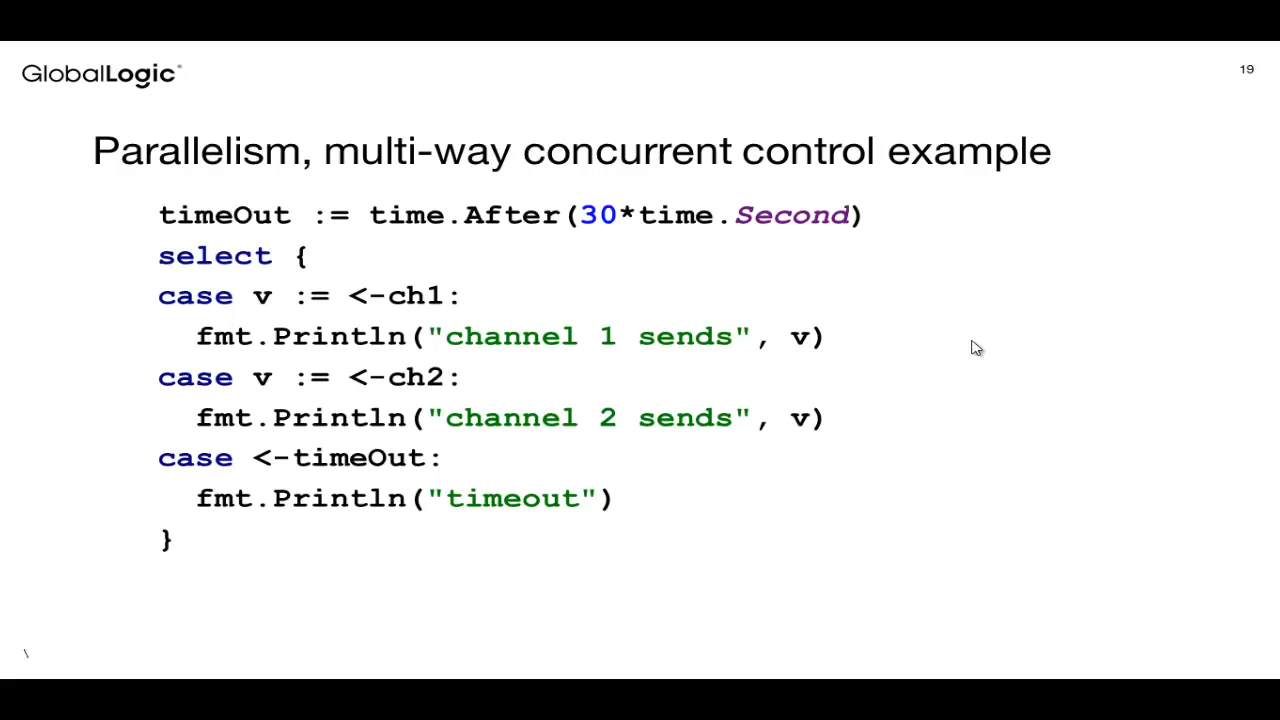 GlobalLogic
19
Parallelism, multi-way concurrent control example
timeOut := time.After(30*time.Second)
select {
case v := <-ch1:
  fmt.Println("channel 1 sends", v)
case v := <-ch2:
  fmt.Println("channel 2 sends", v)
case <-timeOut:
  fmt.Println("timeout")
}
\